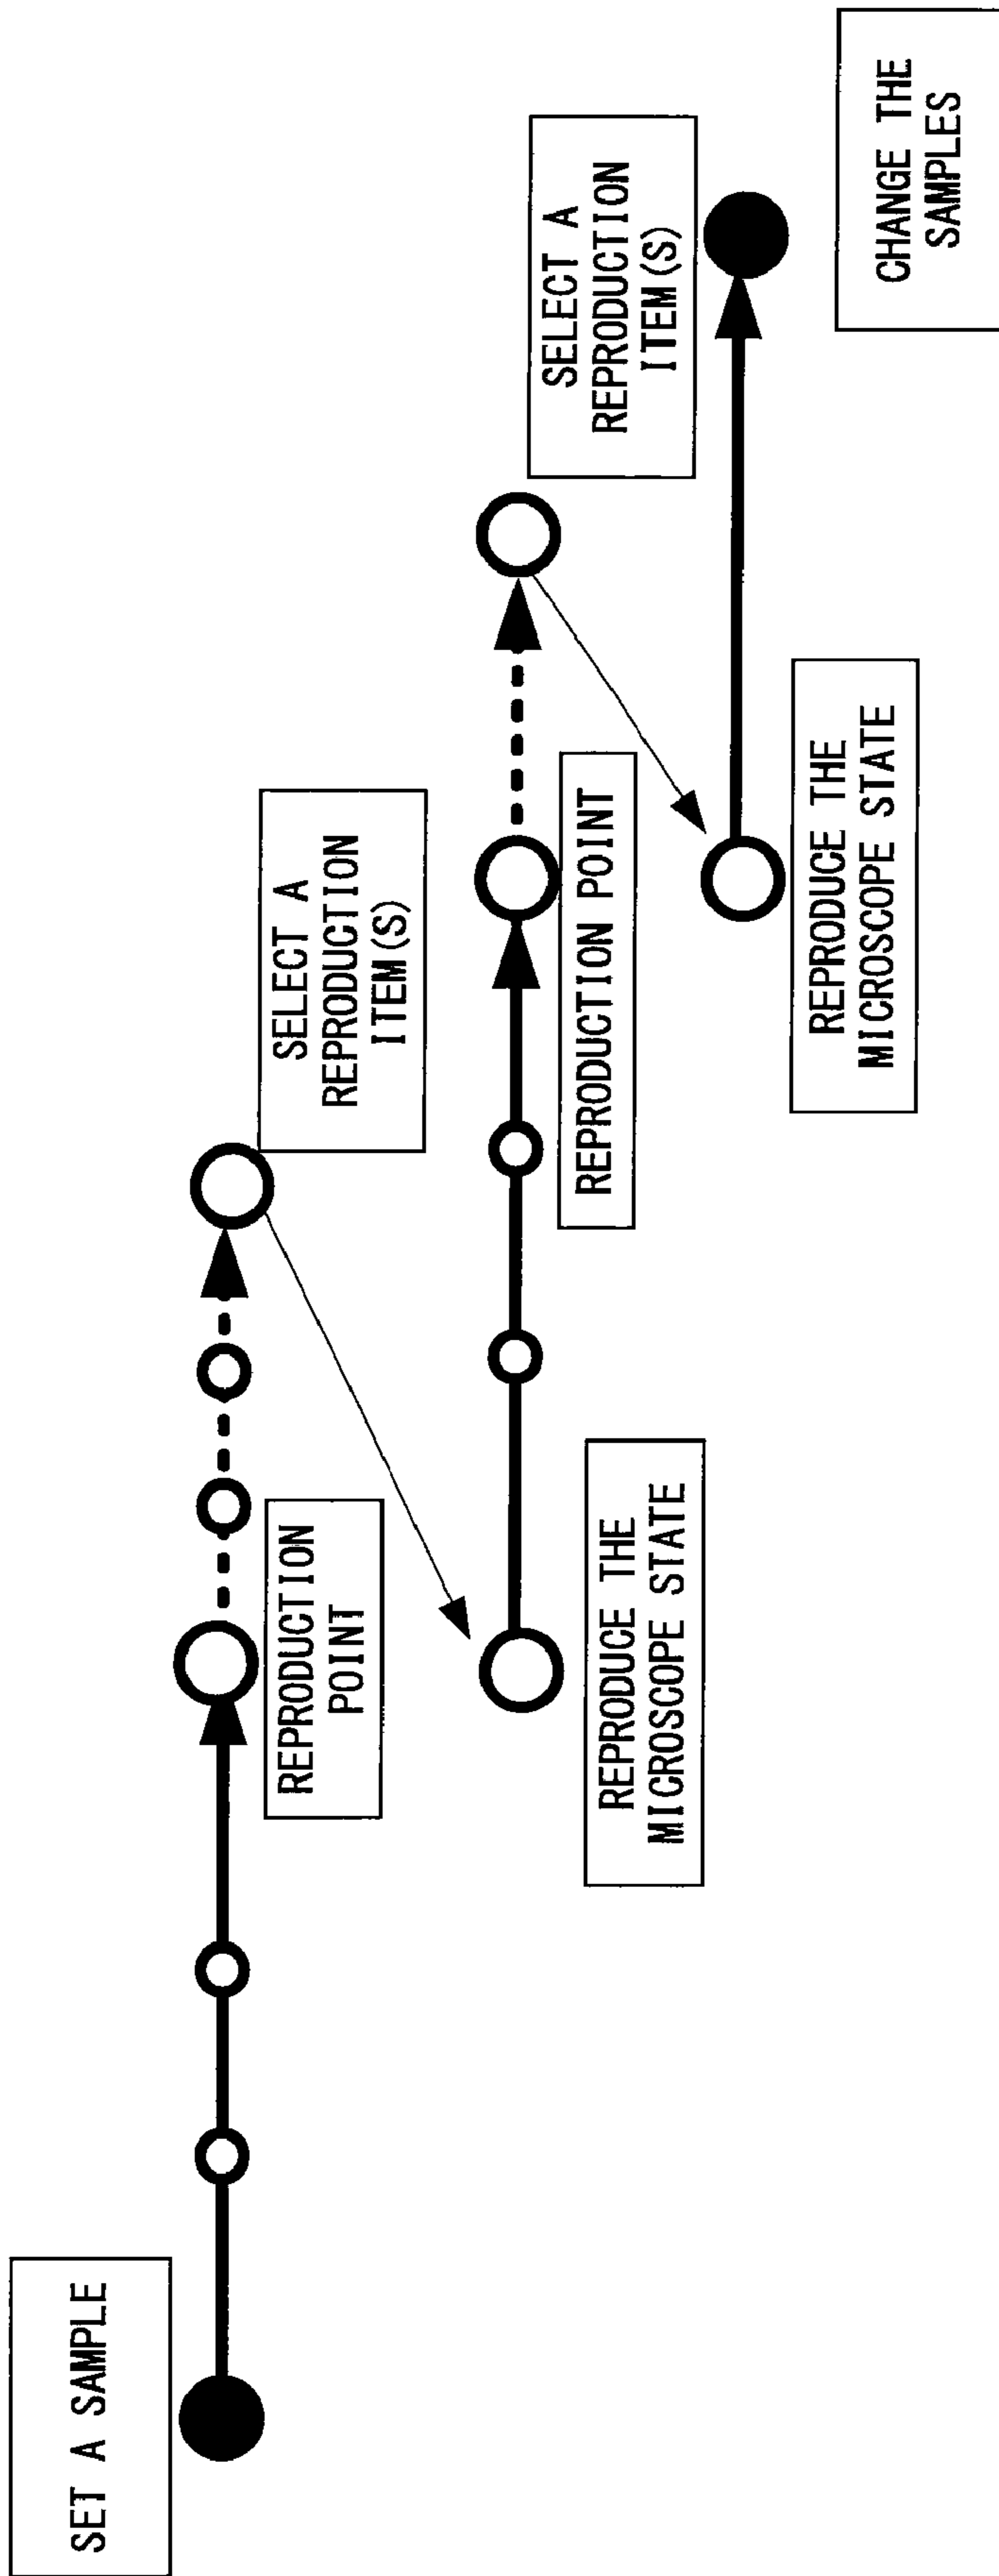 SET A SAMPLE
REPRODUCTION
POINT
SELECT A
REPRODUCTION
ITEM(S)
REPRODUCE THE
MICROSCOPE STATE
REPRODUCTION POINT
SELECT A
REPRODUCTION
ITEM(S)
REPRODUCE THE
MICROSCOPE STATE
CHANGE THE
SAMPLES